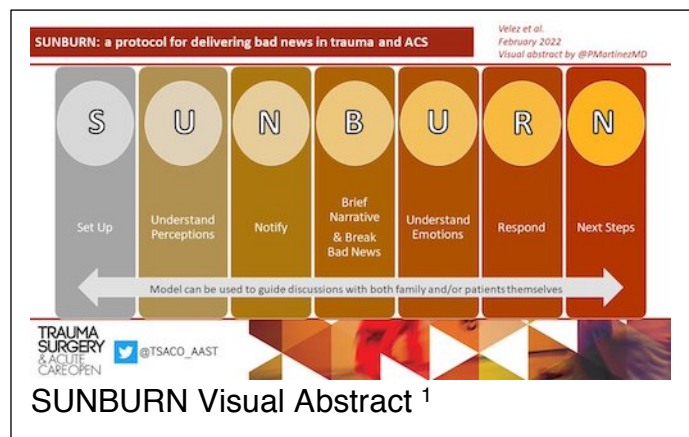 SUNBURN: a protocol for delivering bad news in trauma and ACS
Velez et al.
February 2022
Visual abstract by @PMartinezMD
S
U
N
B
U
R
N
Set Up
Understand
Perceptions
Notify
Brief
Narrative
& Break
Bad News
Understand
Emotions
Respond
Next Steps
Model can be used to guide discussions with both family and/or patients themselves
TRAUMA
SURGERY
& ACUTE
CARE OPEN
@TSACO_AAST
SUNBURN Visual Abstract ¹